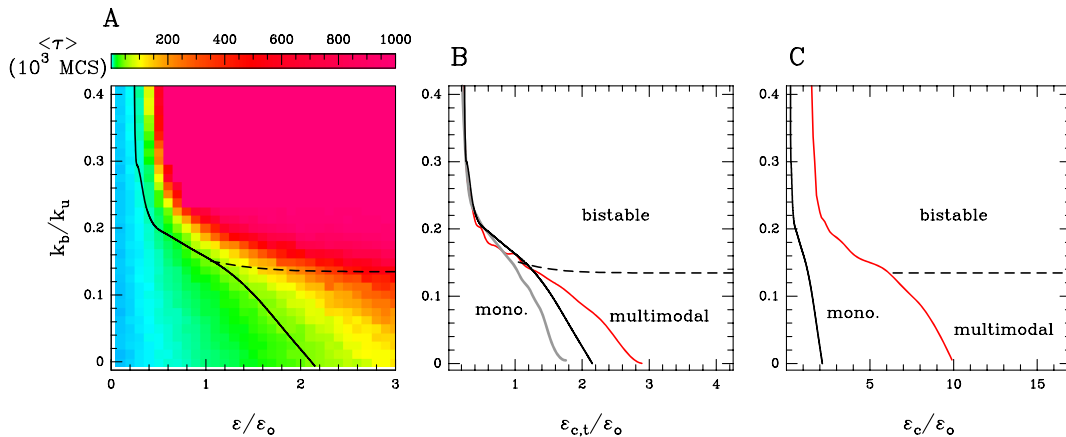 A
<τ>
(10³ MCS)
200 400 600 800 1000
B
C
k_b/k_u
0.4
0.3
0.2
0.1
0
0 1 2 3
ε/ε_o
0.4
0.3
0.2
0.1
0
bistable
mono.
multimodal
0 1 2 3 4
ε_c,t/ε_o
0.4
0.3
0.2
0.1
0
bistable
mono.
multimodal
0 5 10 15
ε_c/ε_o